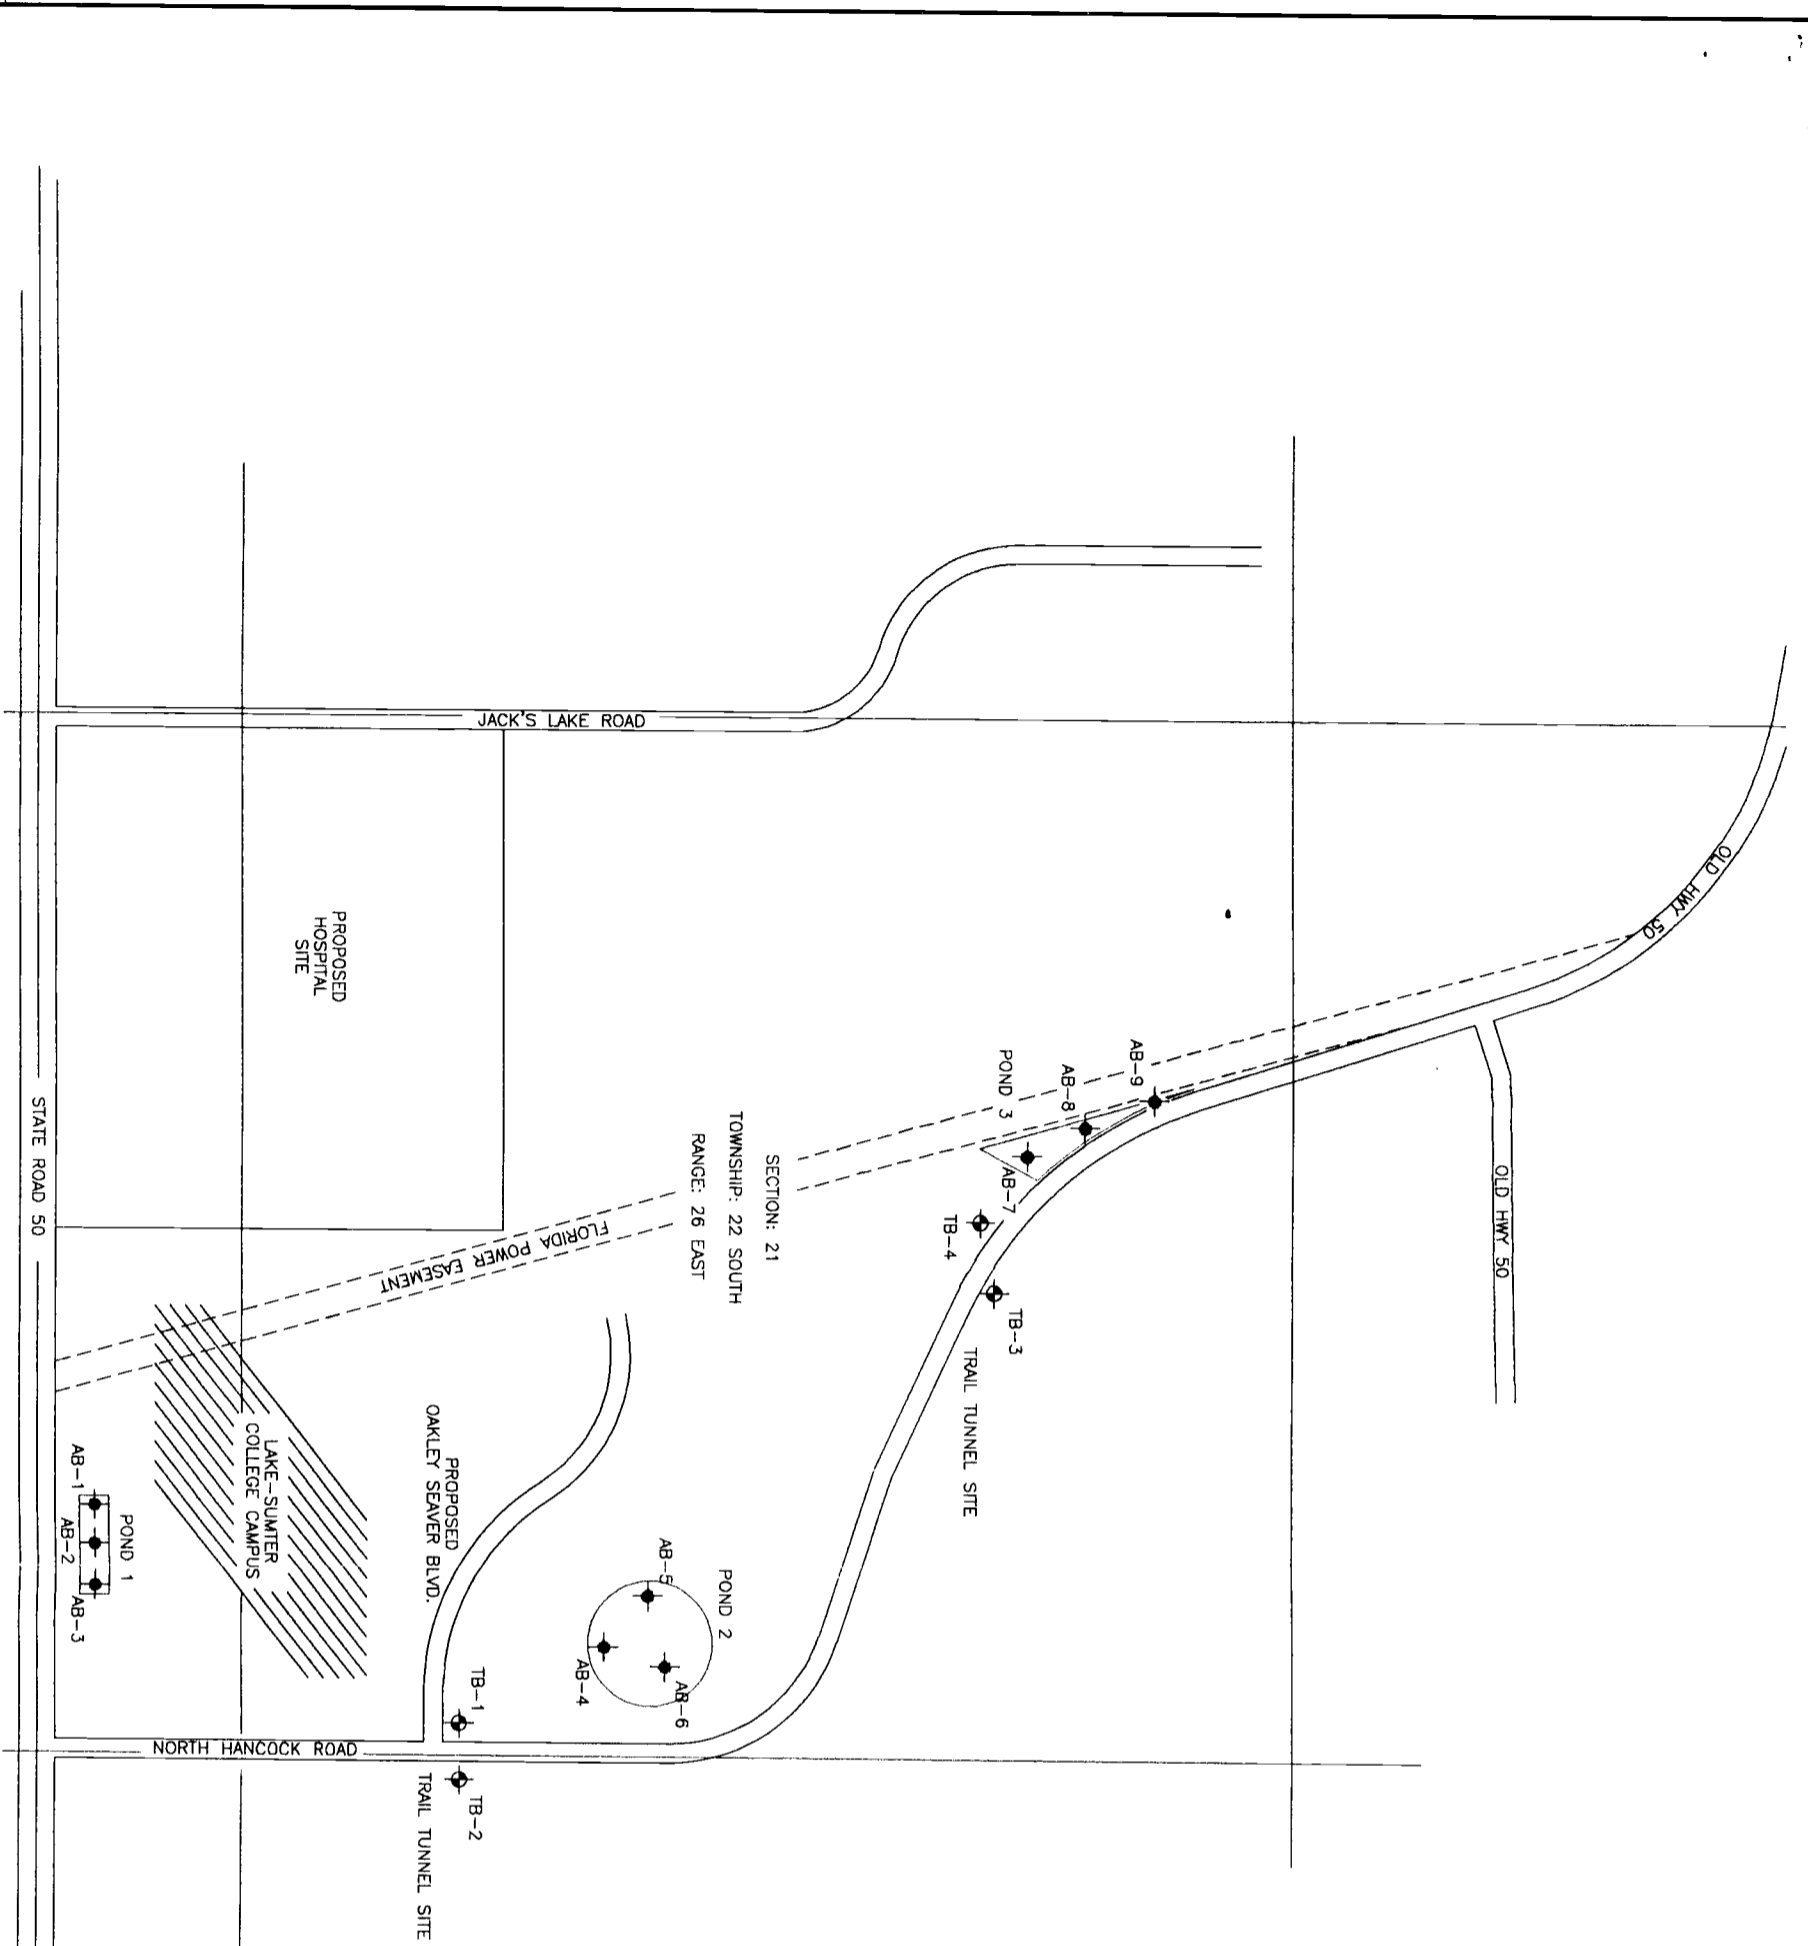 OLD HWY 50
OLD HWY 50
JACK'S LAKE ROAD
PROPOSED
HOSPITAL
SITE
AB-9
AB-8
POND 3
AB-7
TB-4
TB-3
TRAIL TUNNEL SITE
SECTION: 21
TOWNSHIP: 22 SOUTH
RANGE: 26 EAST
FLORIDA POWER EASEMENT
STATE ROAD 50
PROPOSED
OAKLEY SEAVER BLVD.
LAKE-SUMTER
COLLEGE CAMPUS
POND 1
AB-1
AB-2
AB-3
POND 2
AB-5
AB-4
AB-6
TB-1
TB-2
TRAIL TUNNEL SITE
NORTH HANCOCK ROAD